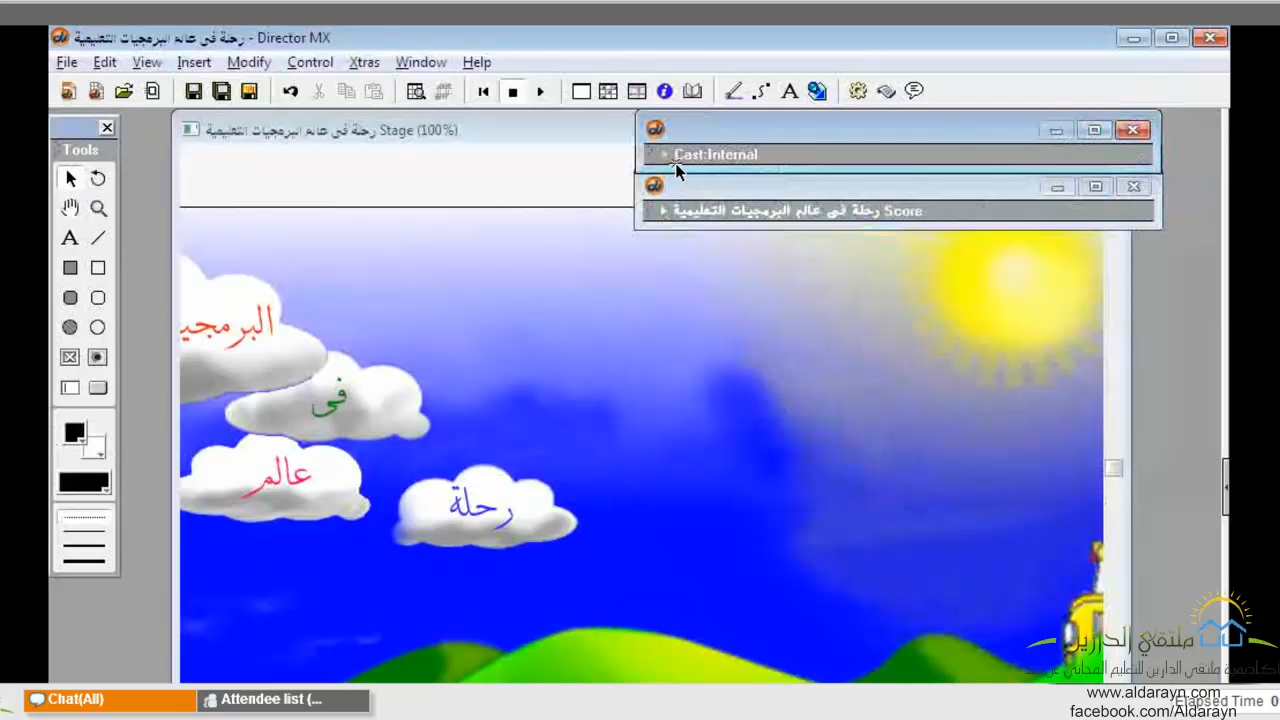 رحلة فى عالم البرمجيات التعليمية - Director MX
File Edit View Insert Modify Control Xtras Window Help
رحلة فى عالم البرمجيات التعليمية Stage (100%)
Cast:Internal
Tools
رحلة فى عالم البرمجيات التعليمية Score
فى
عالم
رحلة
ملتقي الدارين
www.aldarayn.com
facebook.com/Aldarayn
Chat(All)
Attendee list (...
Elapsed Time 0